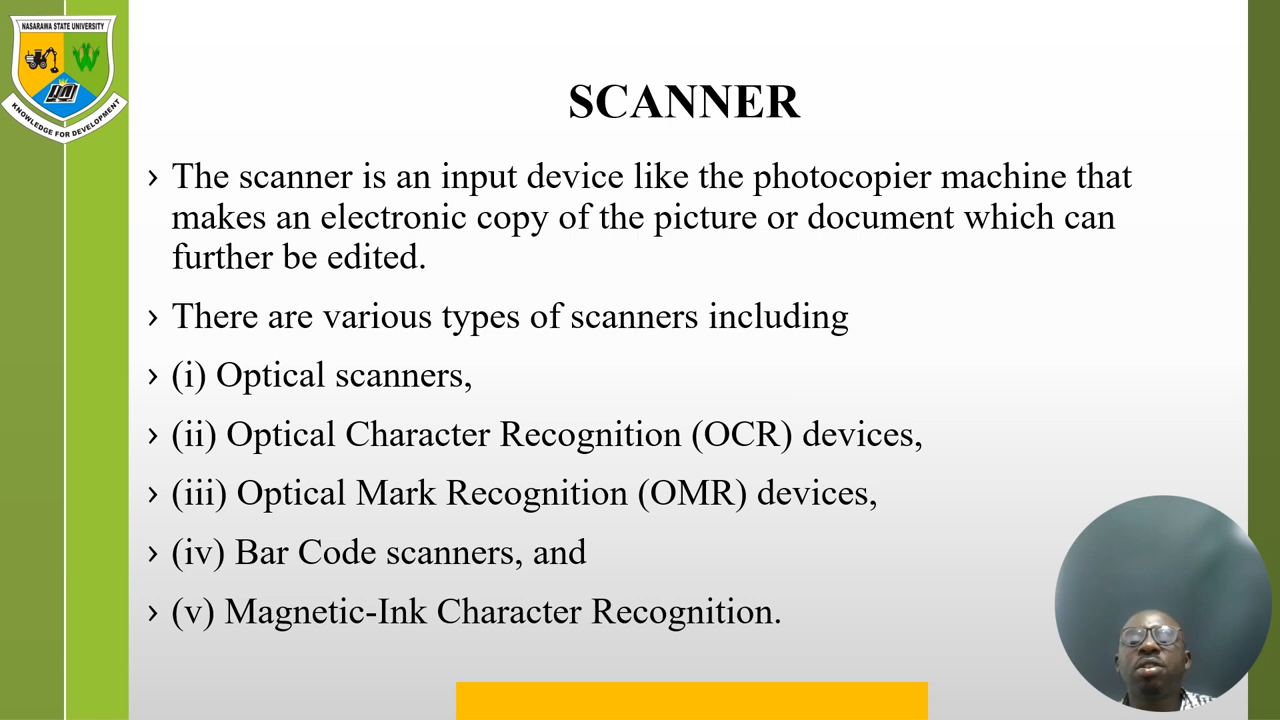 NASARAWA STATE UNIVERSITY
KNOWLEDGE FOR DEVELOPMENT
SCANNER
› The scanner is an input device like the photocopier machine that
makes an electronic copy of the picture or document which can
further be edited.
› There are various types of scanners including
› (i) Optical scanners,
› (ii) Optical Character Recognition (OCR) devices,
› (iii) Optical Mark Recognition (OMR) devices,
› (iv) Bar Code scanners, and
› (v) Magnetic-Ink Character Recognition.